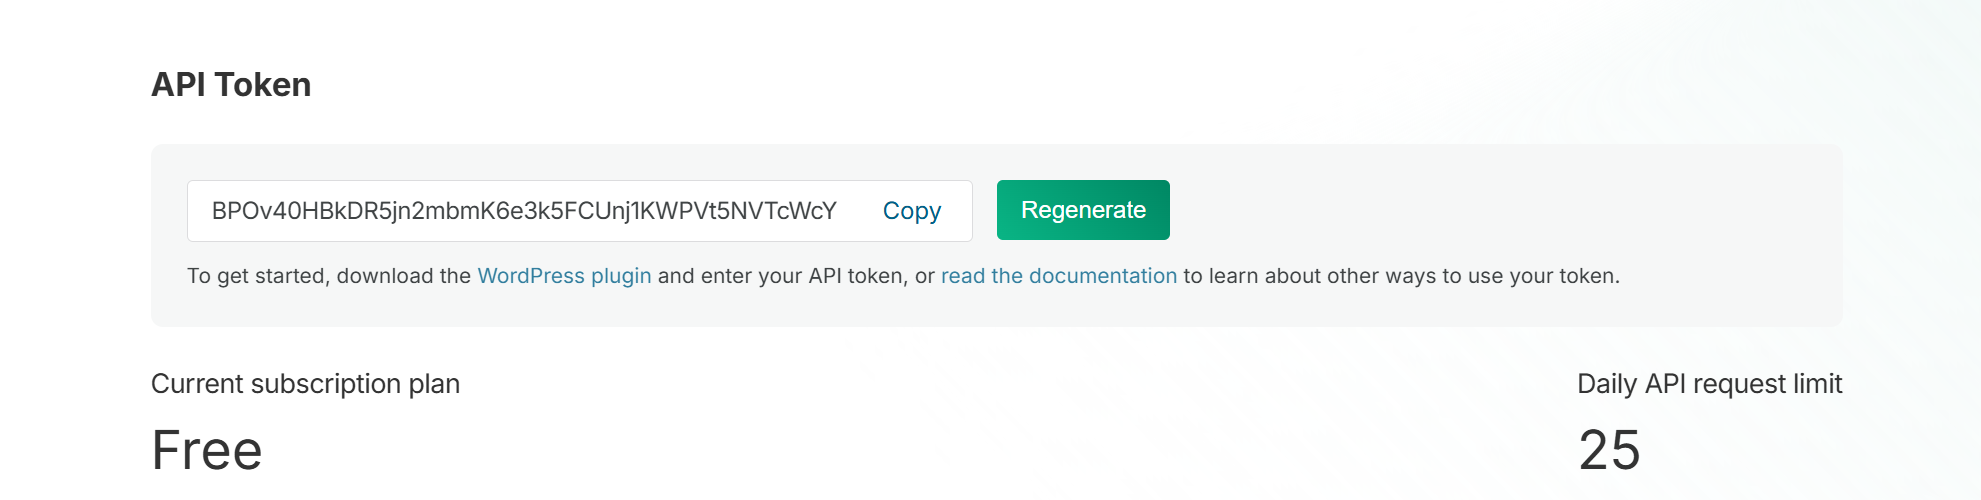 API Token
BPOv40HBkDR5jn2mbmK6e3k5FCUnj1KWPVt5NVTcWcY Copy Regenerate
To get started, download the WordPress plugin and enter your API token, or read the documentation to learn about other ways to use your token.
Current subscription plan Daily API request limit
Free 25